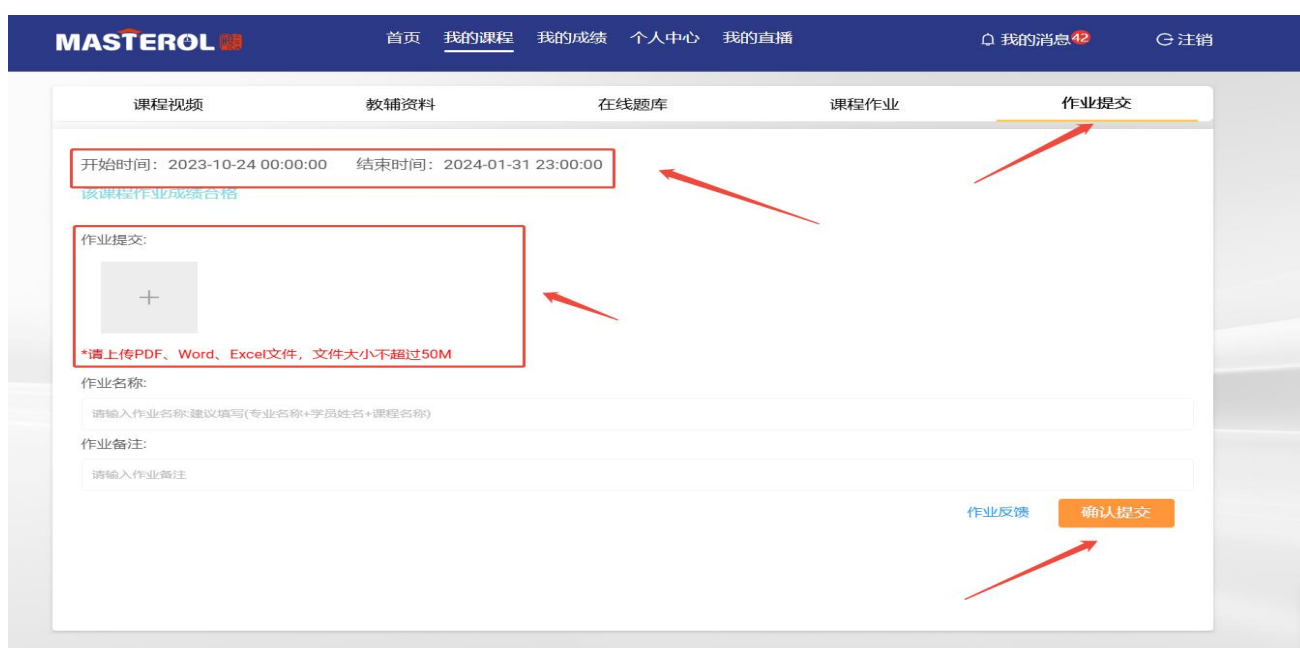 MASTEROL
首页 我的课程 我的成绩 个人中心 我的直播 我的消息42 注销
课程视频 教辅资料 在线题库 课程作业 作业提交
开始时间：2023-10-24 00:00:00 结束时间：2024-01-31 23:00:00
该课程作业成绩合格
作业提交:
*请上传PDF、Word、Excel文件，文件大小不超过50M
作业名称:
请输入作业名称:建议填写(专业名称+学员姓名+课程名称)
作业备注:
请输入作业备注
作业反馈 确认提交